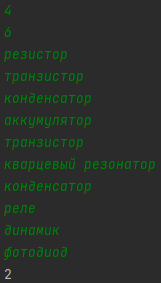 4
6
резистор
транзистор
конденсатор
аккумулятор
транзистор
кварцевый резонатор
конденсатор
реле
динамик
фотодиод
2